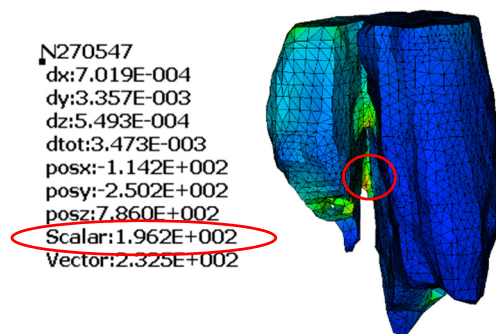 N270547
dx:7.019E-004
dy:3.357E-003
dz:5.493E-004
dtot:3.473E-003
posx:-1.142E+002
posy:-2.502E+002
posz:7.860E+002
Scalar:1.962E+002
Vector:2.325E+002